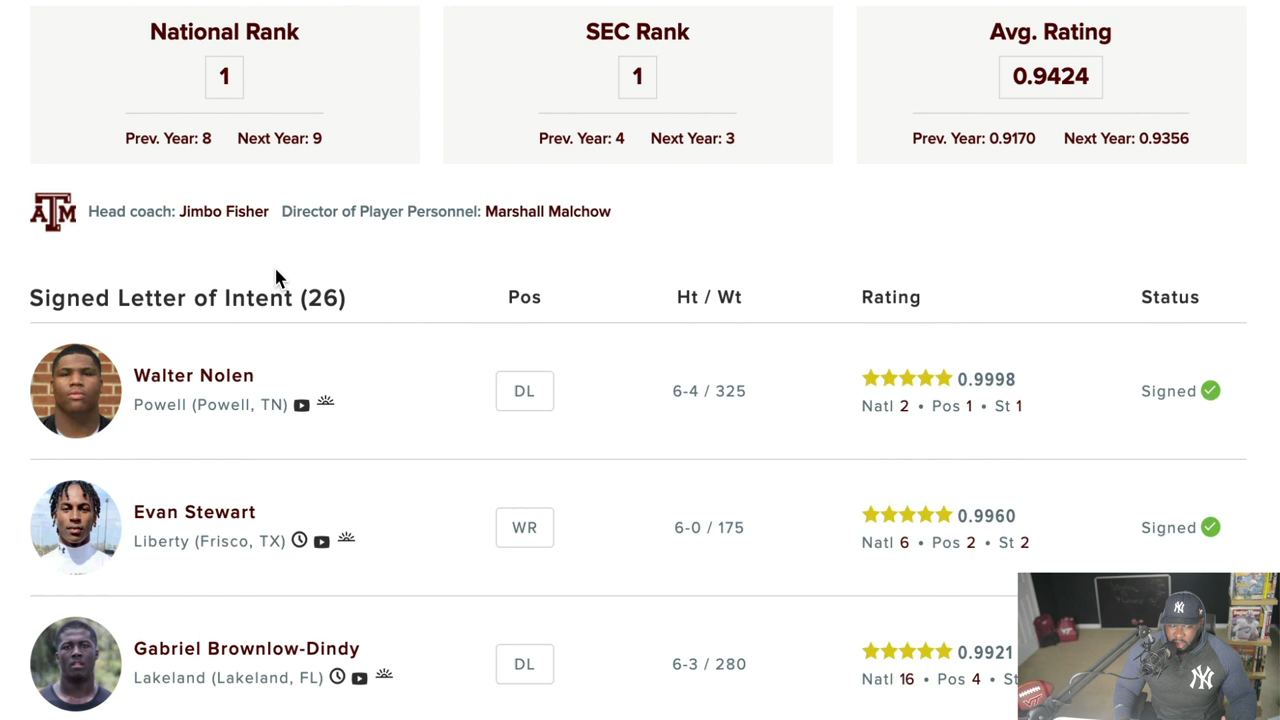 National Rank
1
Prev. Year: 8 Next Year: 9
SEC Rank
1
Prev. Year: 4 Next Year: 3
Avg. Rating
0.9424
Prev. Year: 0.9170 Next Year: 0.9356
ATM Head coach: Jimbo Fisher Director of Player Personnel: Marshall Malchow
Signed Letter of Intent (26) Pos Ht / Wt Rating Status
Walter Nolen
Powell (Powell, TN)
DL
6-4 / 325
0.9998
Natl 2 • Pos 1 • St 1
Signed
Evan Stewart
Liberty (Frisco, TX)
WR
6-0 / 175
0.9960
Natl 6 • Pos 2 • St 2
Signed
Gabriel Brownlow-Dindy
Lakeland (Lakeland, FL)
DL
6-3 / 280
0.9921
Natl 16 • Pos 4 • St
NY
NY